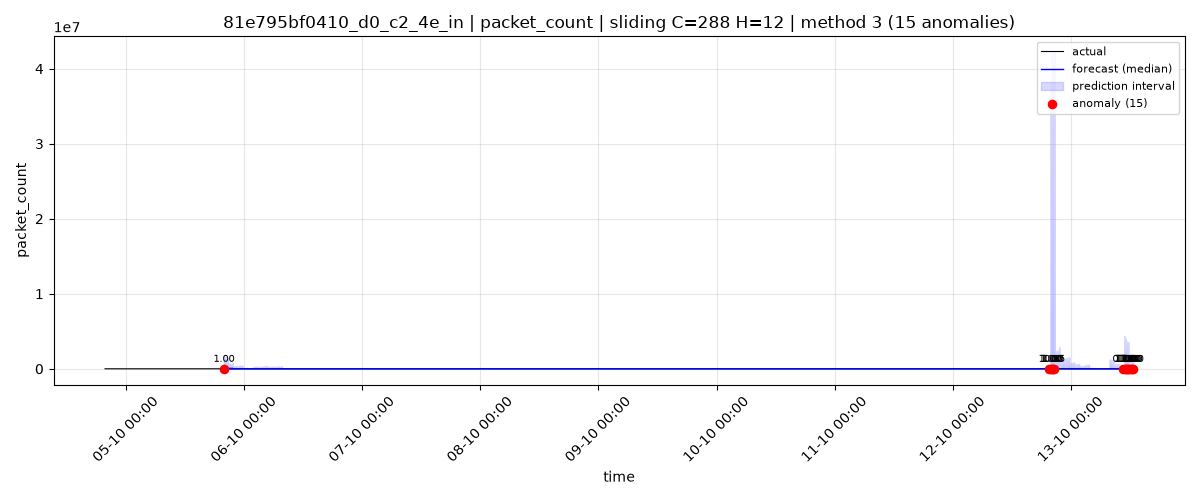 81e795bf0410_d0_c2_4e_in | packet_count | sliding C=288 H=12 | method 3 (15 anomalies)
1e7
actual
forecast (median)
prediction interval
anomaly (15)
4
3
2
1
0
packet_count
1.00
05-10 00:00
06-10 00:00
07-10 00:00
08-10 00:00
09-10 00:00
10-10 00:00
11-10 00:00
12-10 00:00
13-10 00:00
time